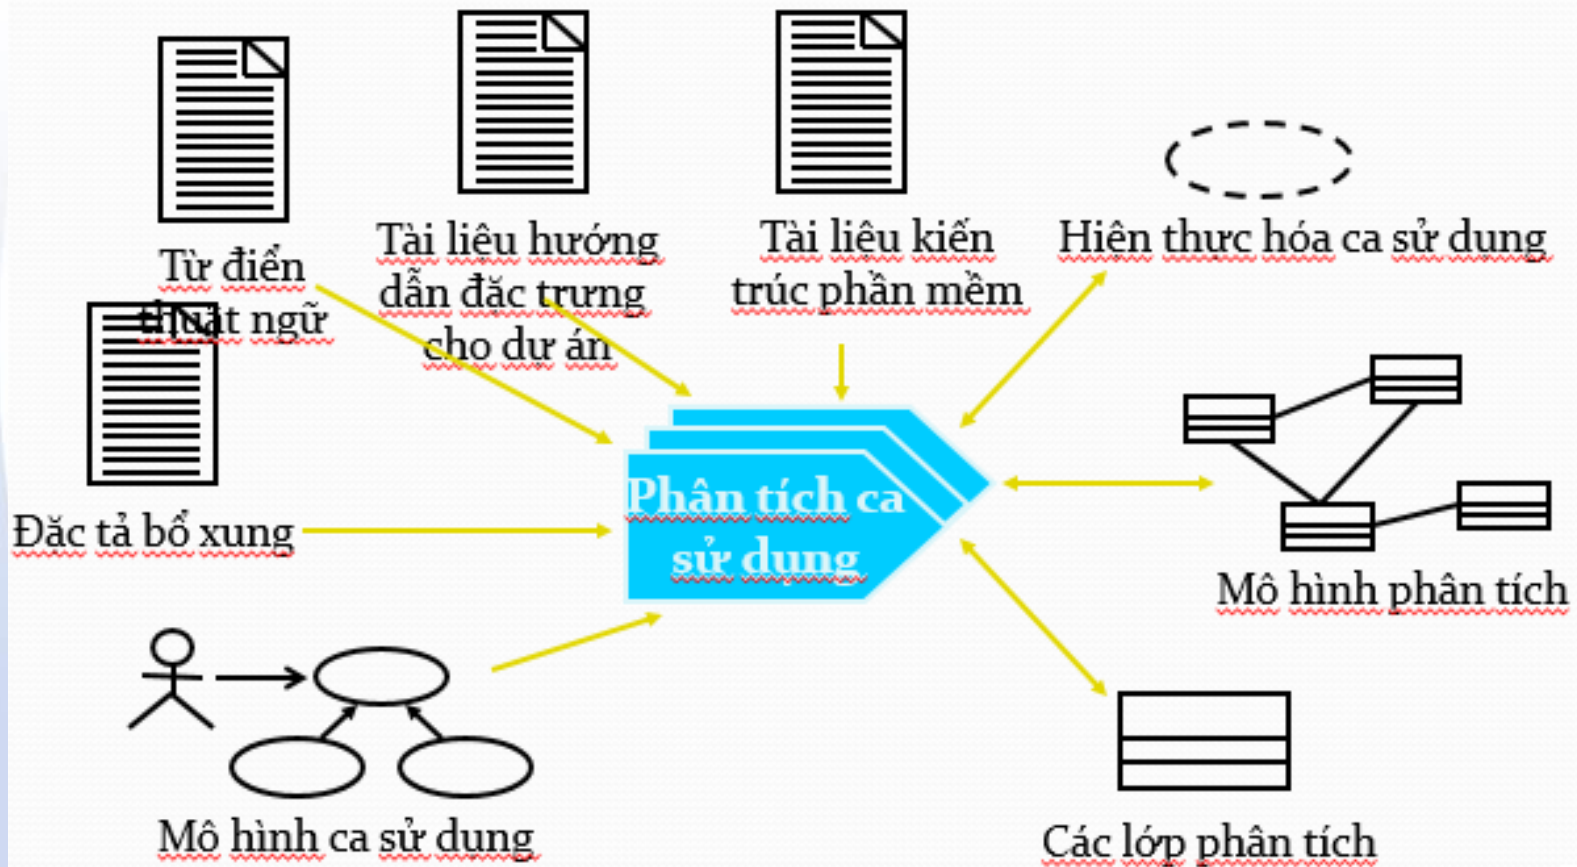 Từ điển
thuật ngữ
Tài liệu hướng
dẫn đặc trưng
cho dự án
Tài liệu kiến
trúc phần mềm
Hiện thực hóa ca sử dụng
Đặc tả bổ xung
Phân tích ca
sử dụng
Mô hình phân tích
Mô hình ca sử dụng
Các lớp phân tích